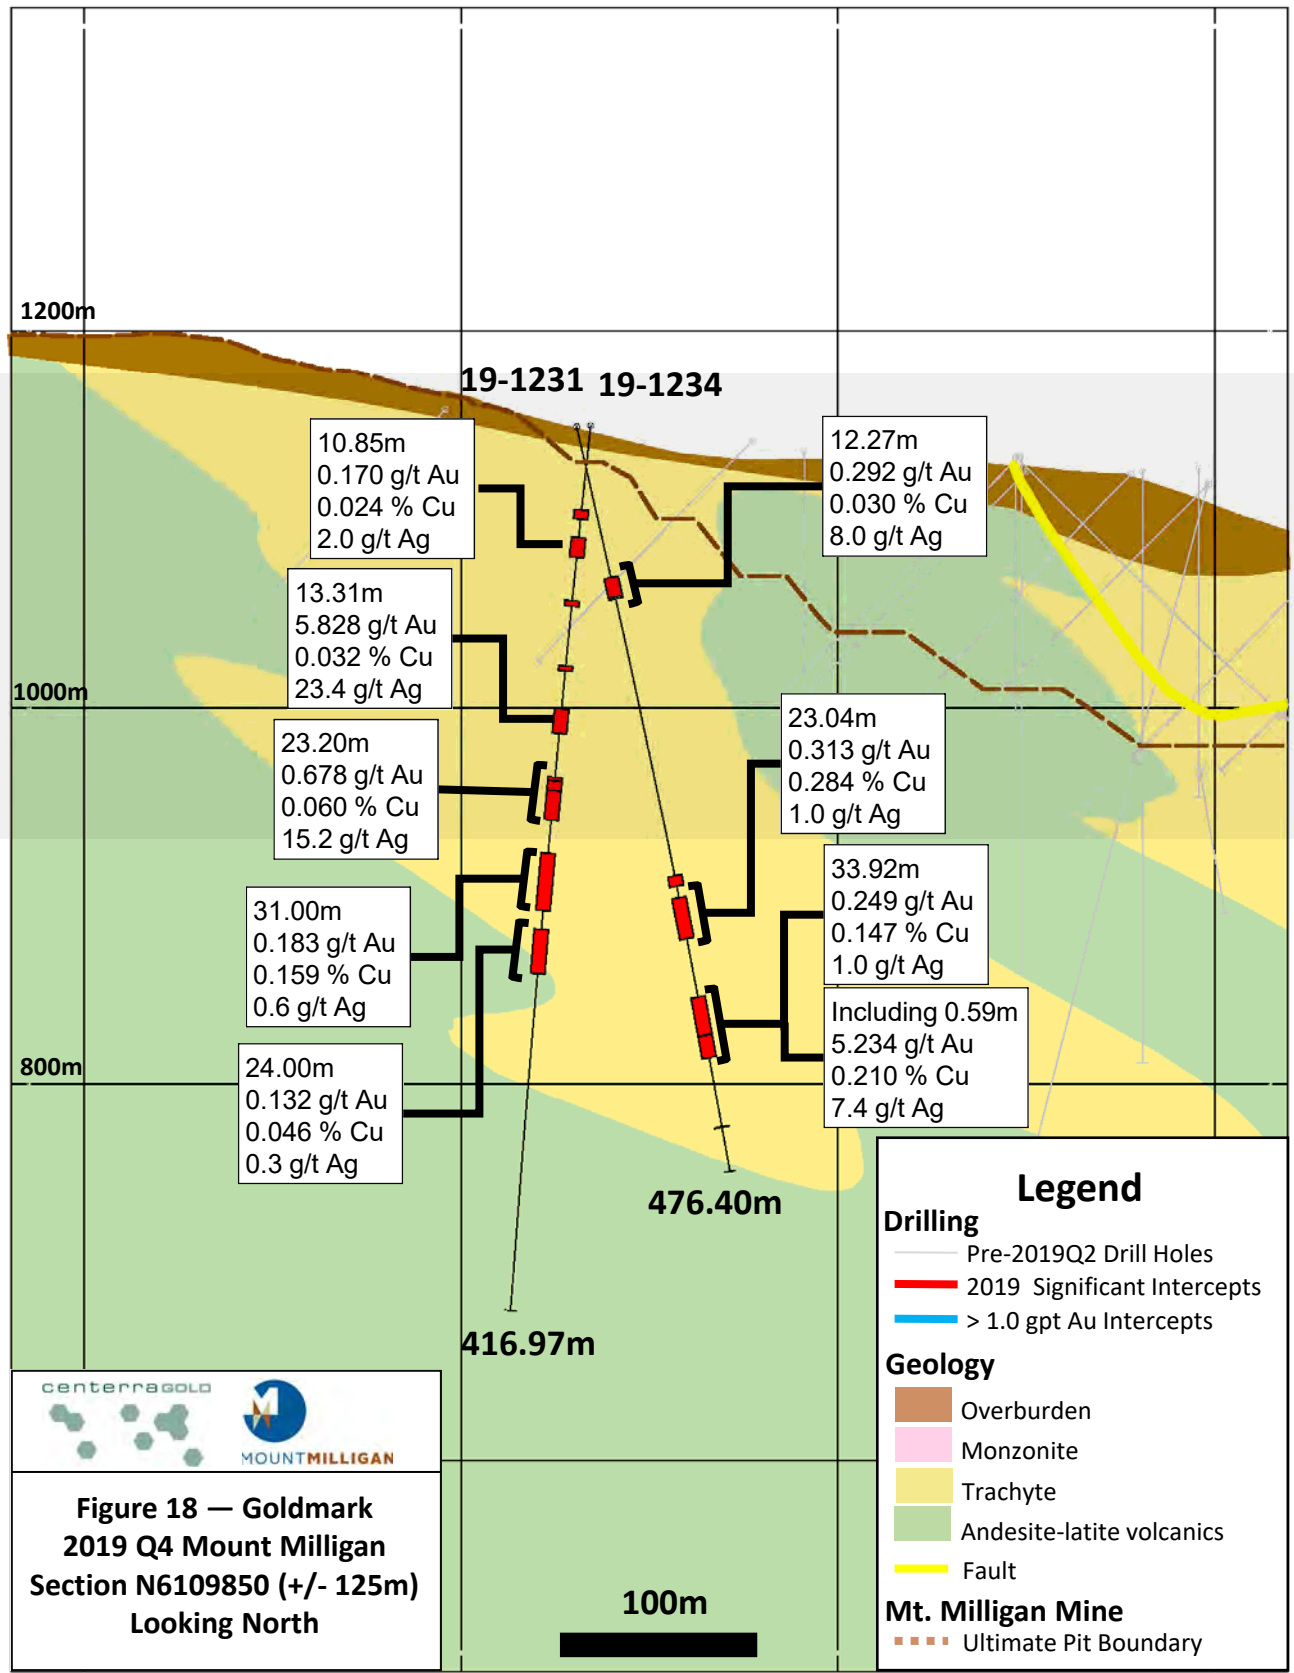 1200m
19-1231 19-1234
10.85m
0.170 g/t Au
0.024 % Cu
2.0 g/t Ag
12.27m
0.292 g/t Au
0.030 % Cu
8.0 g/t Ag
13.31m
5.828 g/t Au
0.032 % Cu
23.4 g/t Ag
1000m
23.20m
0.678 g/t Au
0.060 % Cu
15.2 g/t Ag
23.04m
0.313 g/t Au
0.284 % Cu
1.0 g/t Ag
31.00m
0.183 g/t Au
0.159 % Cu
0.6 g/t Ag
33.92m
0.249 g/t Au
0.147 % Cu
1.0 g/t Ag
Including 0.59m
5.234 g/t Au
0.210 % Cu
7.4 g/t Ag
800m
24.00m
0.132 g/t Au
0.046 % Cu
0.3 g/t Ag
476.40m
416.97m
Legend
Drilling
Pre-2019Q2 Drill Holes
2019 Significant Intercepts
> 1.0 gpt Au Intercepts
Geology
Overburden
Monzonite
Trachyte
Andesite-latite volcanics
Fault
Mt. Milligan Mine
Ultimate Pit Boundary
centerraGOLD
MOUNTMILLIGAN
Figure 18 — Goldmark
2019 Q4 Mount Milligan
Section N6109850 (+/- 125m)
Looking North
100m